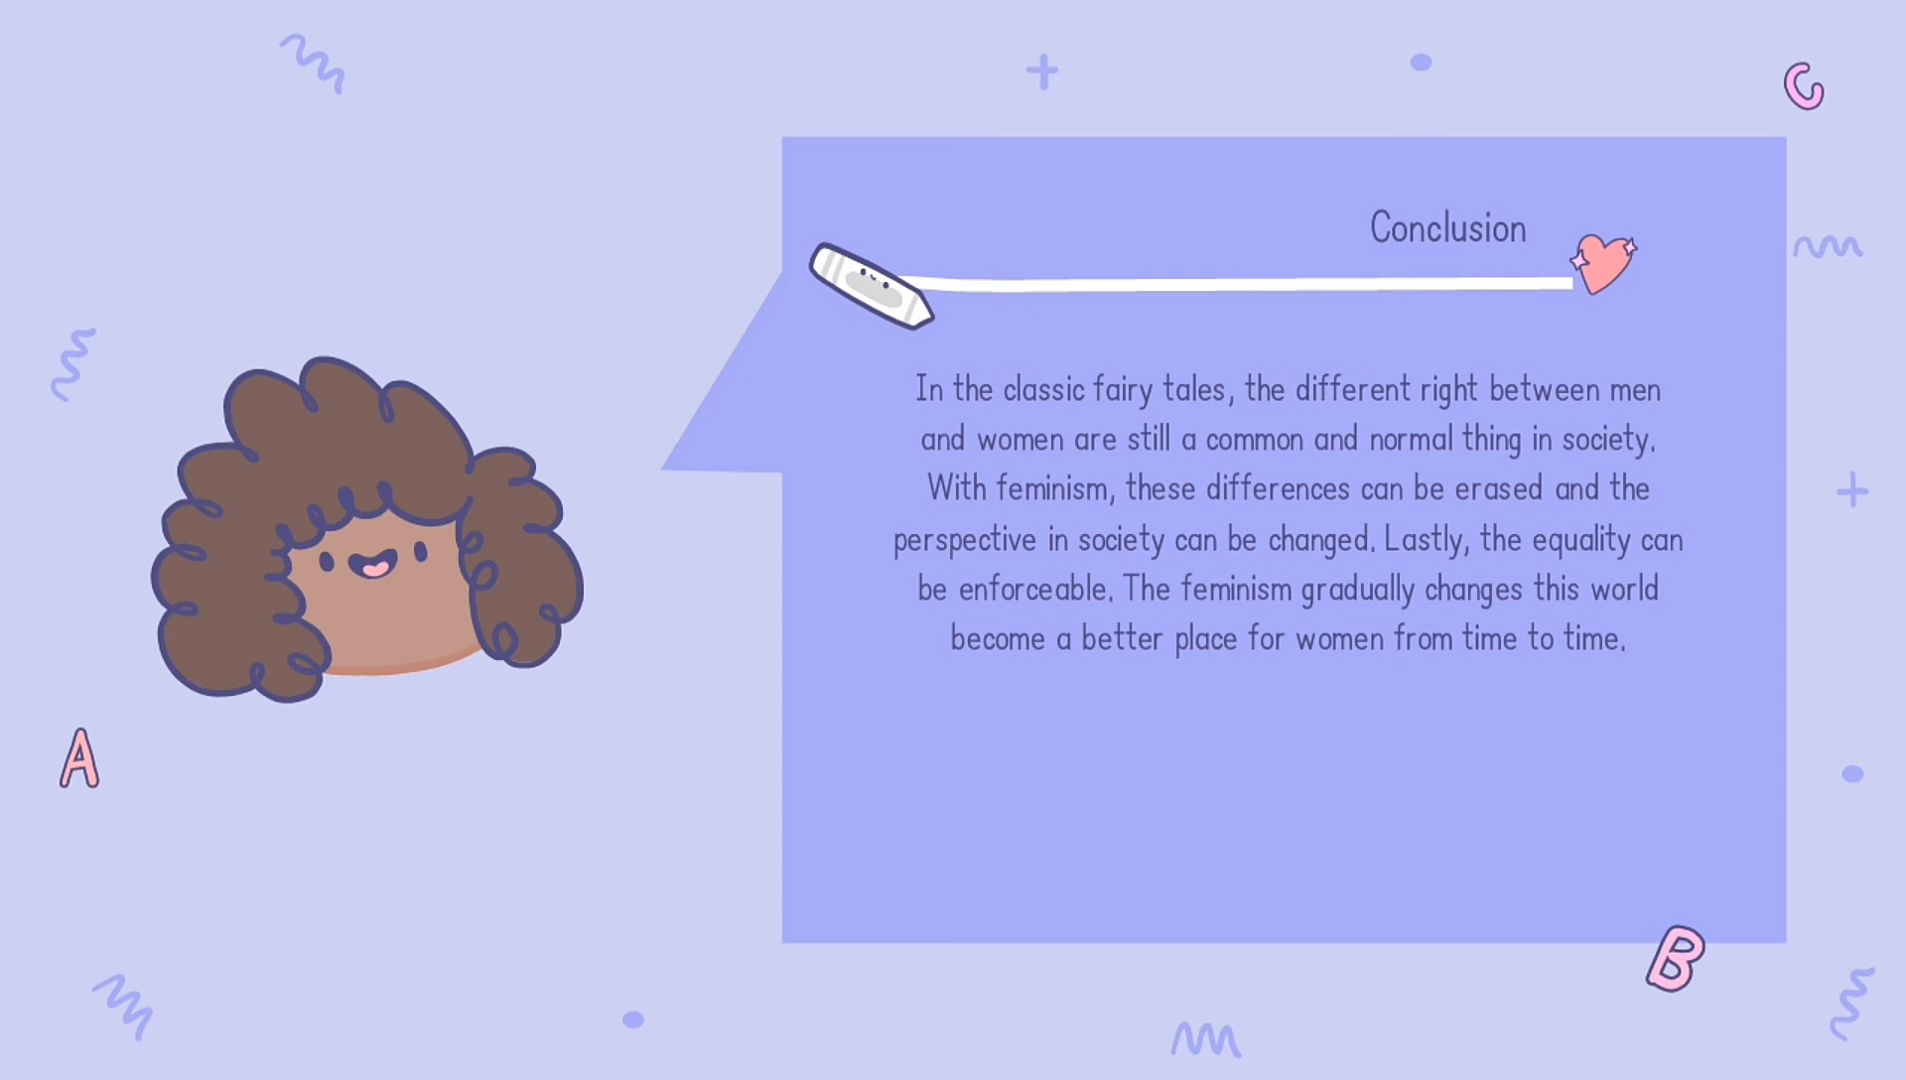 C
Conclusion
In the classic fairy tales, the different right between men
and women are still a common and normal thing in society.
With feminism, these differences can be erased and the
perspective in society can be changed. Lastly, the equality can
be enforceable. The feminism gradually changes this world
become a better place for women from time to time.
A
B